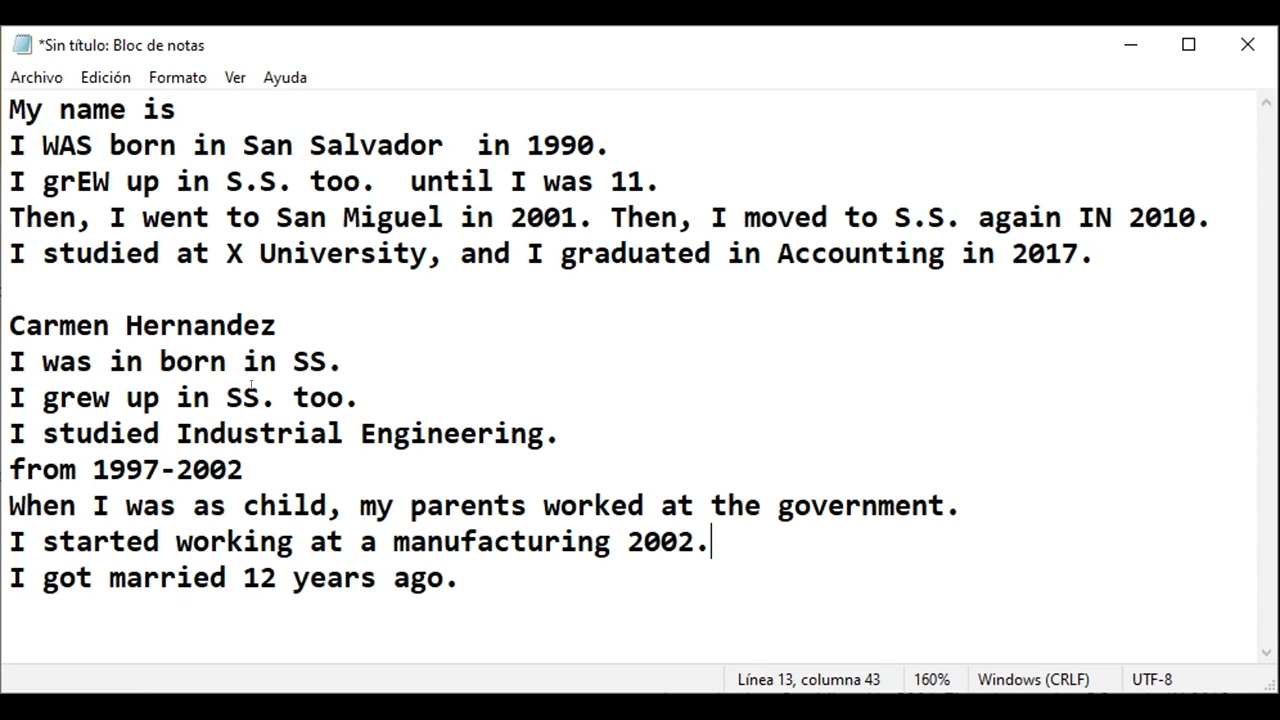 *Sin título: Bloc de notas
Archivo Edición Formato Ver Ayuda
My name is
I WAS born in San Salvador  in 1990.
I grEW up in S.S. too.  until I was 11.
Then, I went to San Miguel in 2001. Then, I moved to S.S. again IN 2010.
I studied at X University, and I graduated in Accounting in 2017.
Carmen Hernandez
I was in born in SS.
I grew up in SS. too.
I studied Industrial Engineering.
from 1997-2002
When I was as child, my parents worked at the government.
I started working at a manufacturing 2002.
I got married 12 years ago.
Línea 13, columna 43 160% Windows (CRLF) UTF-8